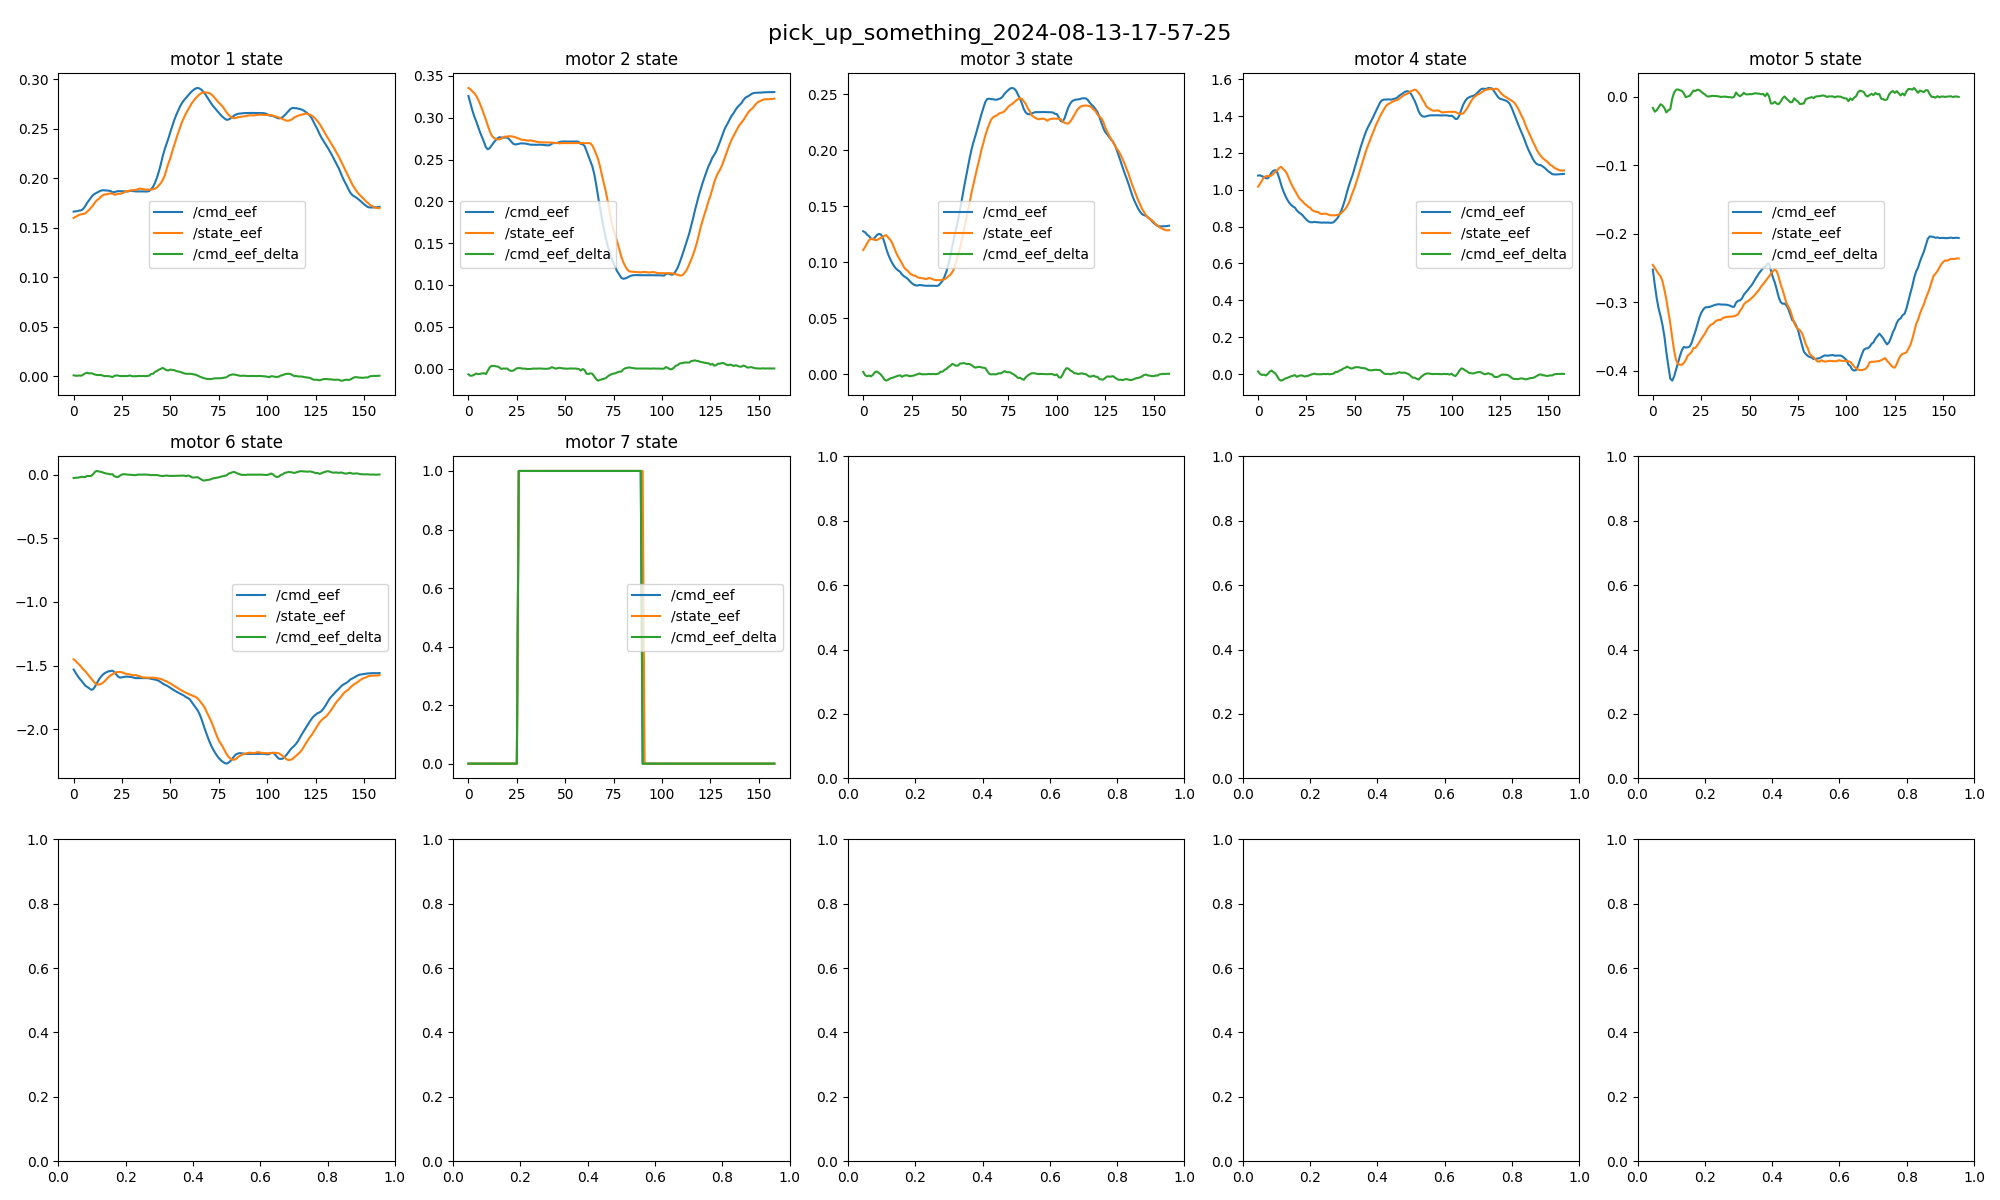 pick_up_something_2024-08-13-17-57-25
motor 1 state
0.30
0.25
0.20
0.15
0.10
0.05
0.00
0 25 50 75 100 125 150
/cmd_eef
/state_eef
/cmd_eef_delta
motor 2 state
0.35
0.30
0.25
0.20
0.15
0.10
0.05
0.00
0 25 50 75 100 125 150
/cmd_eef
/state_eef
/cmd_eef_delta
motor 3 state
0.25
0.20
0.15
0.10
0.05
0.00
0 25 50 75 100 125 150
/cmd_eef
/state_eef
/cmd_eef_delta
motor 4 state
1.6
1.4
1.2
1.0
0.8
0.6
0.4
0.2
0.0
0 25 50 75 100 125 150
/cmd_eef
/state_eef
/cmd_eef_delta
motor 5 state
0.0
−0.1
−0.2
−0.3
−0.4
0 25 50 75 100 125 150
/cmd_eef
/state_eef
/cmd_eef_delta
motor 6 state
0.0
−0.5
−1.0
−1.5
−2.0
0 25 50 75 100 125 150
/cmd_eef
/state_eef
/cmd_eef_delta
motor 7 state
1.0
0.8
0.6
0.4
0.2
0.0
0 25 50 75 100 125 150
/cmd_eef
/state_eef
/cmd_eef_delta
1.0
0.8
0.6
0.4
0.2
0.0
0.0 0.2 0.4 0.6 0.8 1.0
1.0
0.8
0.6
0.4
0.2
0.0
0.0 0.2 0.4 0.6 0.8 1.0
1.0
0.8
0.6
0.4
0.2
0.0
0.0 0.2 0.4 0.6 0.8 1.0
1.0
0.8
0.6
0.4
0.2
0.0
0.0 0.2 0.4 0.6 0.8 1.0
1.0
0.8
0.6
0.4
0.2
0.0
0.0 0.2 0.4 0.6 0.8 1.0
1.0
0.8
0.6
0.4
0.2
0.0
0.0 0.2 0.4 0.6 0.8 1.0
1.0
0.8
0.6
0.4
0.2
0.0
0.0 0.2 0.4 0.6 0.8 1.0
1.0
0.8
0.6
0.4
0.2
0.0
0.0 0.2 0.4 0.6 0.8 1.0